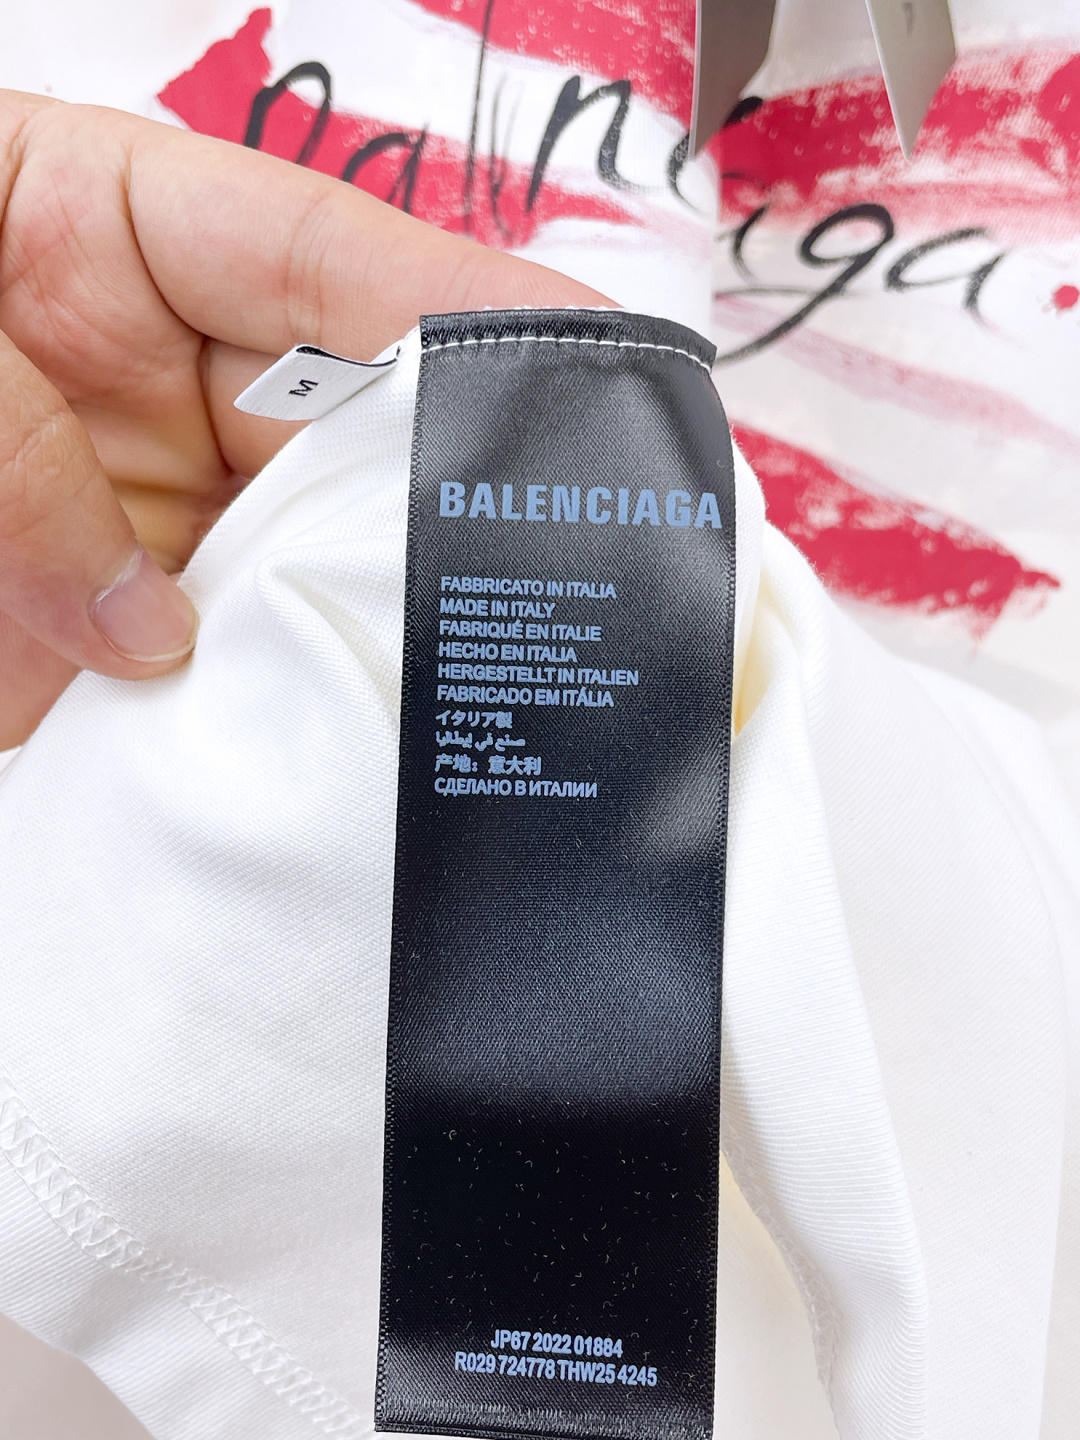 balenciaga.
M
BALENCIAGA
FABBRICATO IN ITALIA
MADE IN ITALY
FABRIQUÉ EN ITALIE
HECHO EN ITALIA
HERGESTELLT IN ITALIEN
FABRICADO EM ITÁLIA
イタリア製
صنع في إيطاليا
产地：意大利
СДЕЛАНО В ИТАЛИИ
JP67 2022 01884
R029 724778 THW25 4245